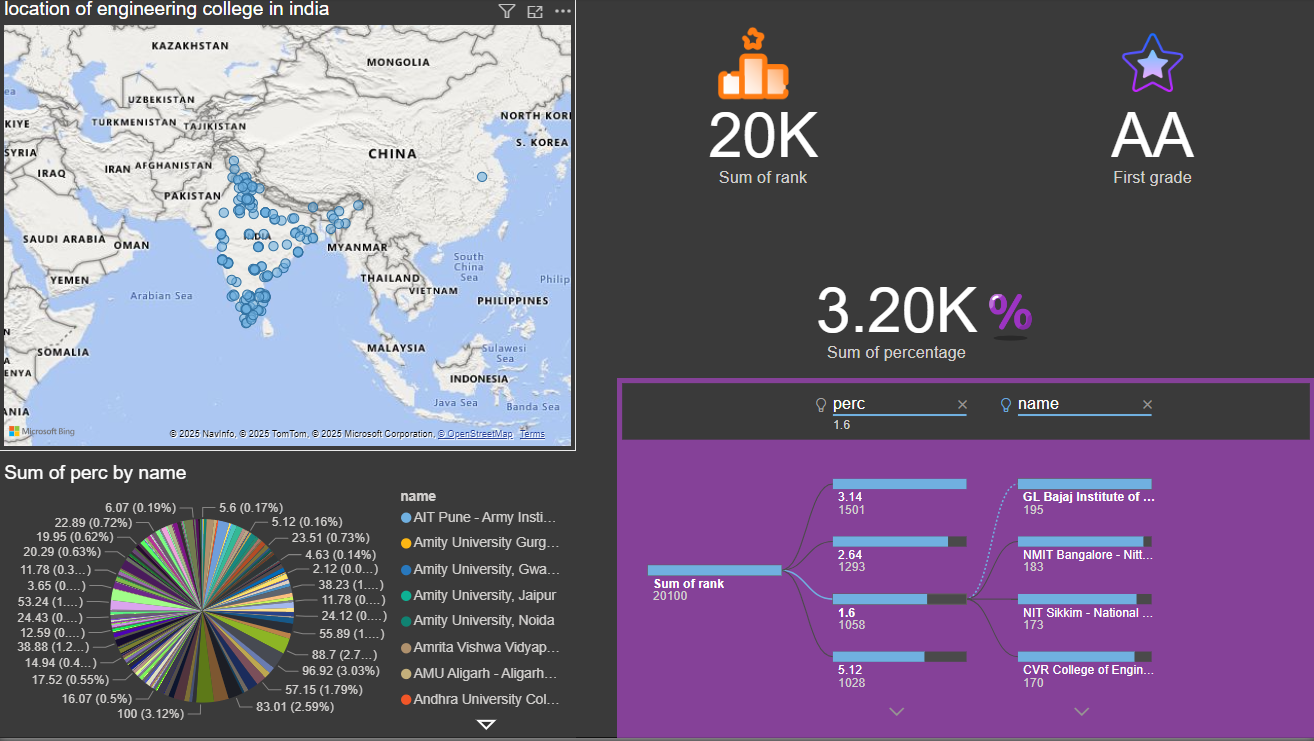 location of engineering college in india
KAZAKHSTAN
MONGOLIA
UZBEKISTAN
TURKMENISTAN
TAJIKISTAN
NORTH KOR
S. KOREA
KIYE
SYRIA
IRAQ
IRAN
AFGHANISTAN
CHINA
PAKISTAN
SAUDI ARABIA
OMAN
INDIA
MYANMAR
YEMEN
Arabian Sea
THAILAND
VIETNAM
South
China
Sea
Philip
PHILIPPINES
SOMALIA
ENYA
ANIA
MALAYSIA
Sulawesi
Sea
INDONESIA
Java Sea
Banda Sea
Microsoft Bing
© 2025 NavInfo, © 2025 TomTom, © 2025 Microsoft Corporation, © OpenStreetMap Terms
20K
Sum of rank
AA
First grade
3.20K %
Sum of percentage
Sum of perc by name
6.07 (0.19%)
22.89 (0.72%)
19.95 (0.62%)
20.29 (0.63%)
11.78 (0.3...)
3.65 (0....)
53.24 (1....)
24.43 (0...)
12.59 (0....)
38.88 (1.2...)
14.94 (0.4...)
17.52 (0.55%)
16.07 (0.5%)
100 (3.12%)
5.6 (0.17%)
5.12 (0.16%)
23.51 (0.73%)
4.63 (0.14%)
2.12 (0.0...)
38.23 (1....)
11.78 (0....)
24.12 (0....)
55.89 (1...)
88.7 (2.7...)
96.92 (3.03%)
57.15 (1.79%)
83.01 (2.59%)
name
AIT Pune - Army Insti...
Amity University Gurg...
Amity University, Gwa...
Amity University, Jaipur
Amity University, Noida
Amrita Vishwa Vidyap...
AMU Aligarh - Aligarh...
Andhra University Col...
perc
1.6
name
Sum of rank
20100
3.14
1501
2.64
1293
1.6
1058
5.12
1028
GL Bajaj Institute of ...
195
NMIT Bangalore - Nitt...
183
NIT Sikkim - National ...
173
CVR College of Engin...
170